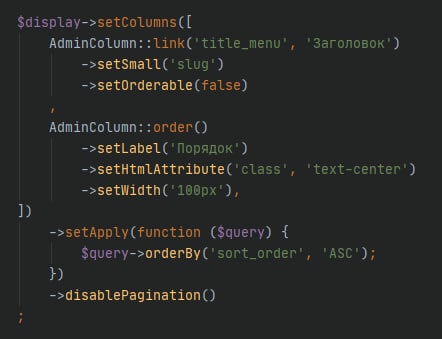 $display->setColumns([
    AdminColumn::link('title_menu', 'Заголовок')
        ->setSmall('slug')
        ->setOrderable(false)
    ,
    AdminColumn::order()
        ->setLabel('Порядок')
        ->setHtmlAttribute('class', 'text-center')
        ->setWidth('100px'),
])
    ->setApply(function ($query) {
        $query->orderBy('sort_order', 'ASC');
    })
    ->disablePagination()
;